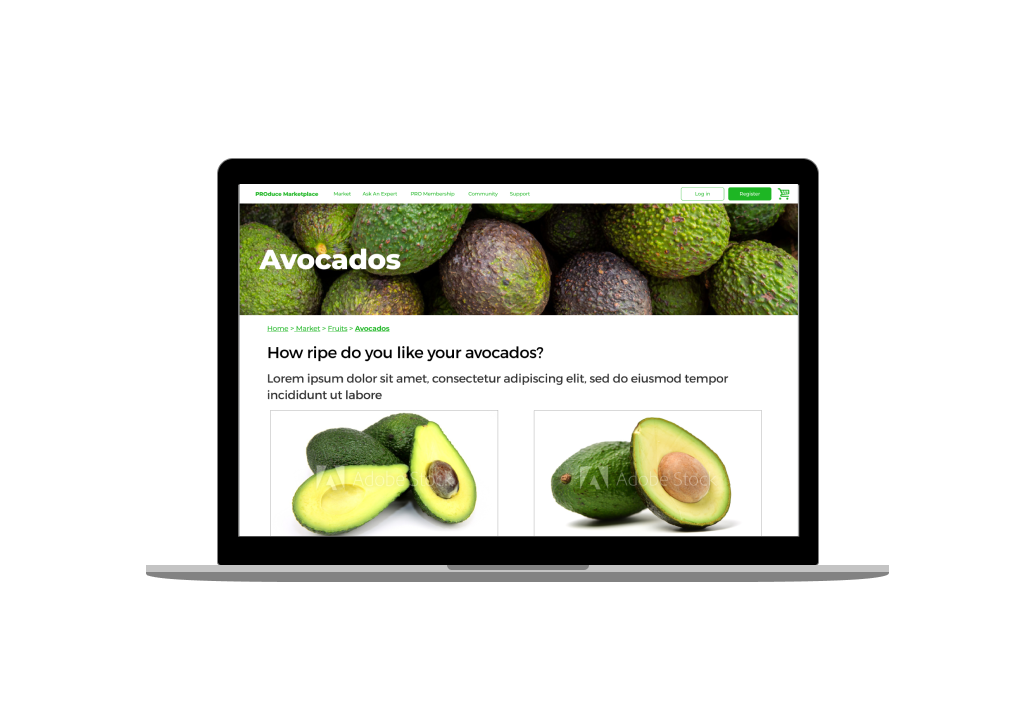 PROduce Marketplace Market Ask An Expert PRO Membership Community Support Log in Register
Avocados
Home > Market > Fruits > Avocados
How ripe do you like your avocados?
Lorem ipsum dolor sit amet, consectetur adipiscing elit, sed do eiusmod tempor
incididunt ut labore
Adobe Stock Adobe Stock